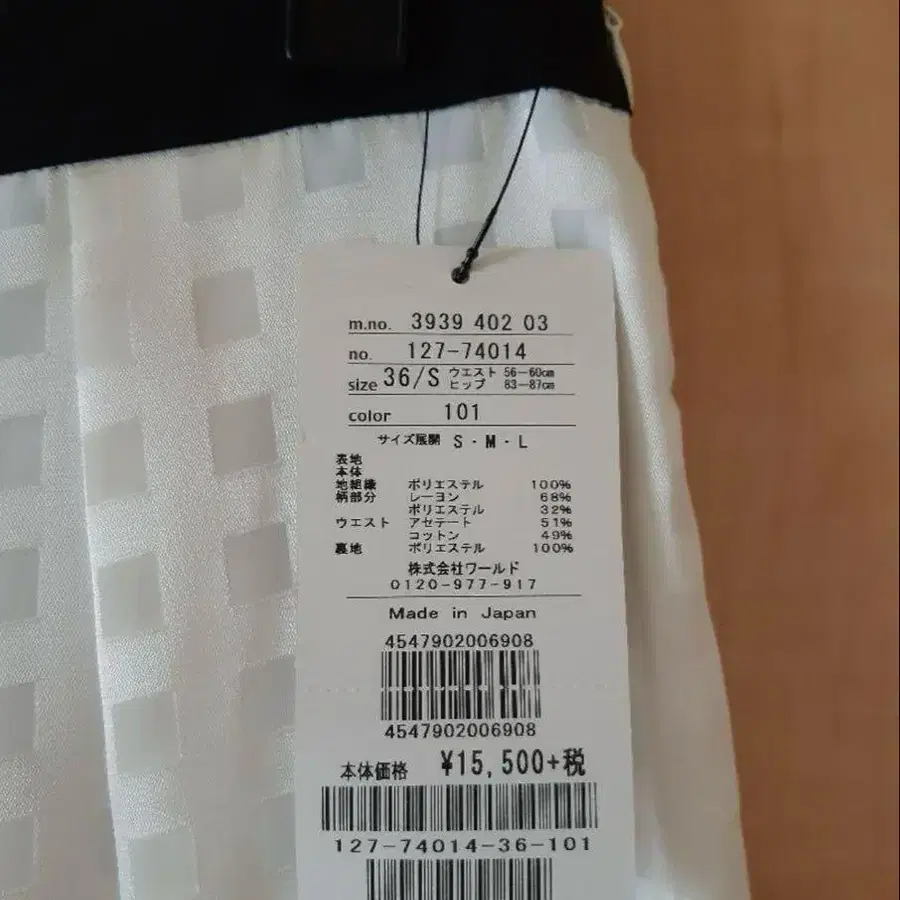 m.no. 3939 402 03
no. 127-74014
size 36/S ウエスト 56-60cm
ヒップ 83-87cm
color 101
サイズ展開 S・M・L
表地
本体
地組織 ポリエステル 100%
柄部分 レーヨン 68%
ポリエステル 32%
ウエスト アセテート 51%
コットン 49%
裏地 ポリエステル 100%
株式会社ワールド
0120-977-917
Made in Japan
4547902006908
4547902006908
本体価格 ¥15,500+税
127-74014-36-101